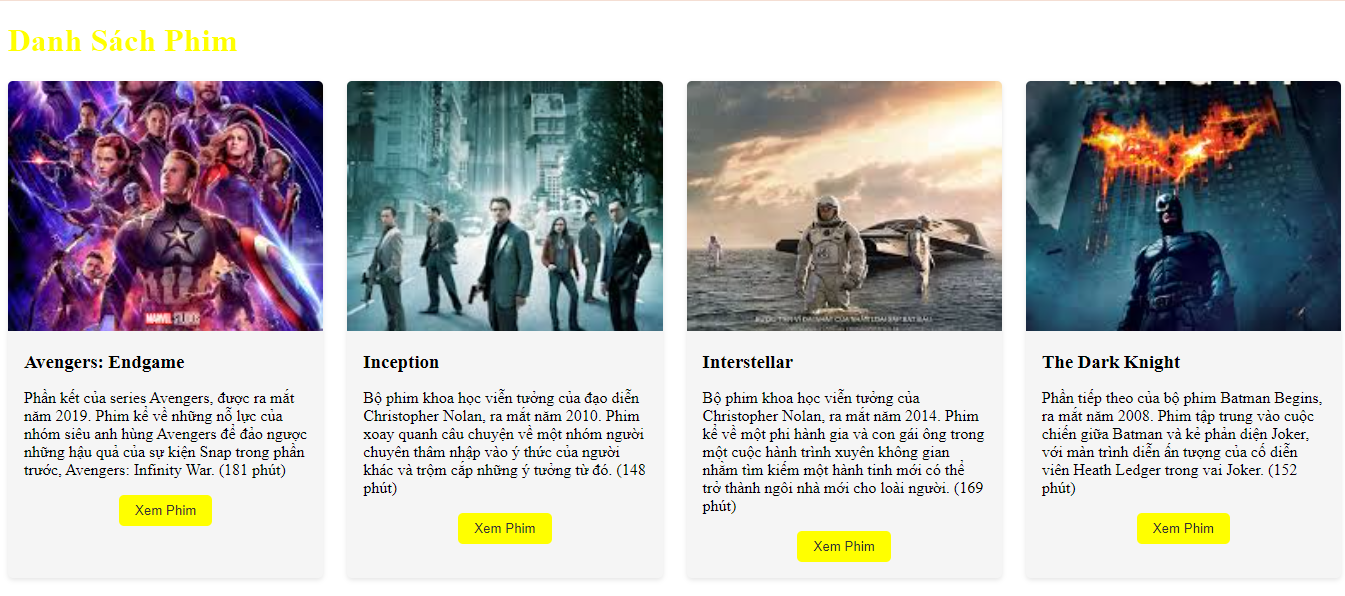 Danh Sách Phim
MARVEL STUDIOS
Avengers: Endgame
Phần kết của series Avengers, được ra mắt
năm 2019. Phim kể về những nỗ lực của
nhóm siêu anh hùng Avengers để đảo ngược
những hậu quả của sự kiện Snap trong phần
trước, Avengers: Infinity War. (181 phút)
Xem Phim
Inception
Bộ phim khoa học viễn tưởng của đạo diễn
Christopher Nolan, ra mắt năm 2010. Phim
xoay quanh câu chuyện về một nhóm người
chuyên thâm nhập vào ý thức của người
khác và trộm cắp những ý tưởng từ đó. (148
phút)
Xem Phim
Interstellar
Bộ phim khoa học viễn tưởng của
Christopher Nolan, ra mắt năm 2014. Phim
kể về một phi hành gia và con gái ông trong
một cuộc hành trình xuyên không gian
nhằm tìm kiếm một hành tinh mới có thể
trở thành ngôi nhà mới cho loài người. (169
phút)
Xem Phim
The Dark Knight
Phần tiếp theo của bộ phim Batman Begins,
ra mắt năm 2008. Phim tập trung vào cuộc
chiến giữa Batman và kẻ phản diện Joker,
với màn trình diễn ấn tượng của cố diễn
viên Heath Ledger trong vai Joker. (152
phút)
Xem Phim